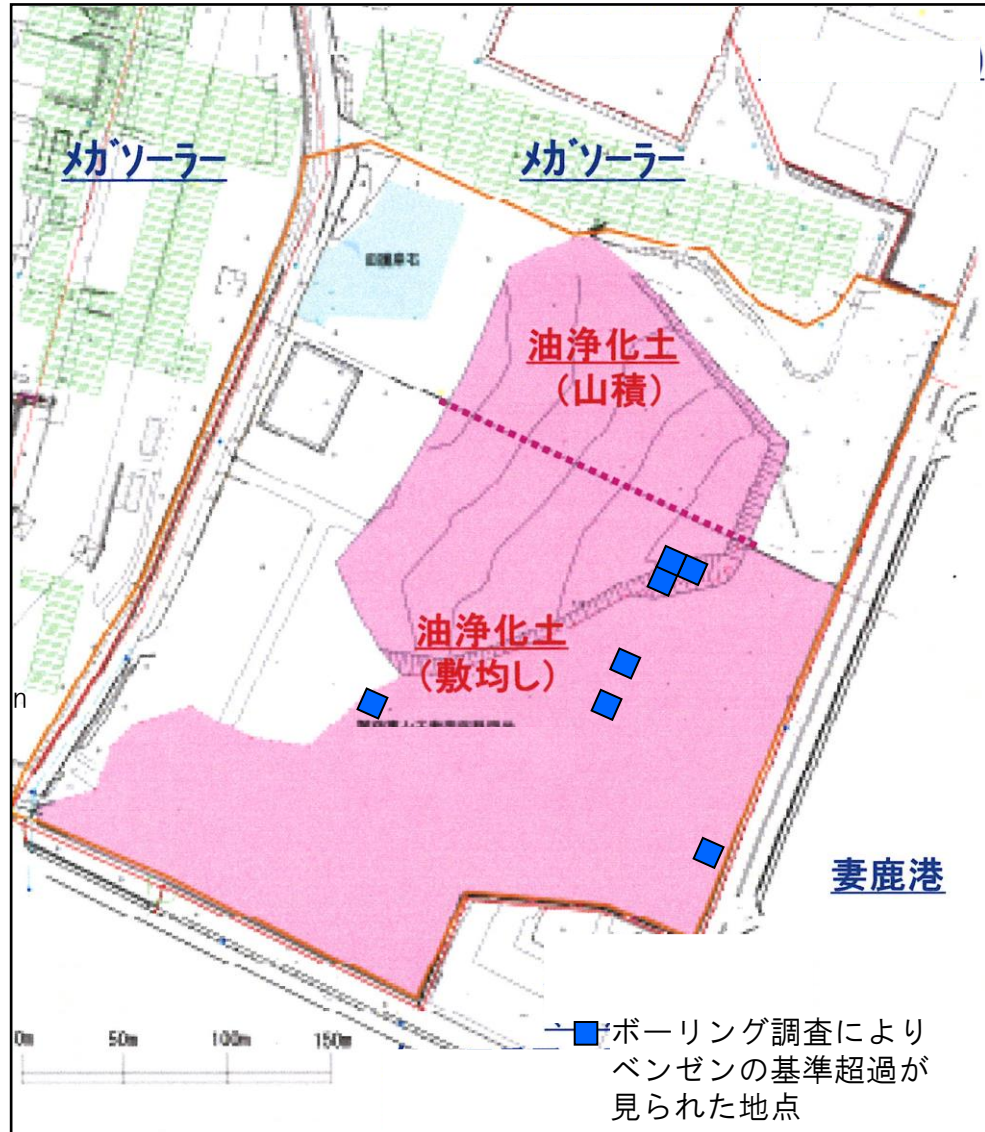 メガソーラー
メガソーラー
油浄化土
(山積)
油浄化土
(敷均し)
n
妻鹿港
0m 50m 100m 150m
ボーリング調査により
ベンゼンの基準超過が
見られた地点